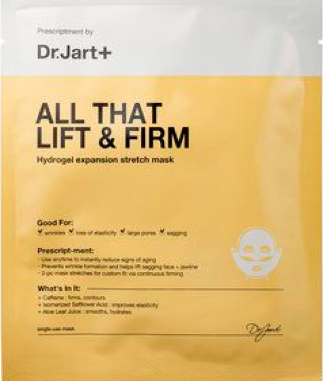 Prescriptment by
Dr.Jart+
ALL THAT
LIFT & FIRM
Hydrogel expansion stretch mask
Good For:
wrinkles loss of elasticity large pores sagging
Prescript-ment:
- Use anytime to instantly reduce signs of aging
- Prevents wrinkle formation and helps lift sagging face + jawline
- 2-pc mask stretches for custom fit via continuous timing
What's In It:
+ Caffeine : firms, contours
+ Isomerized Safflower Acid : improves elasticity
+ Aloe Leaf Juice : smooths, hydrates
single-use mask
Dr.Jart